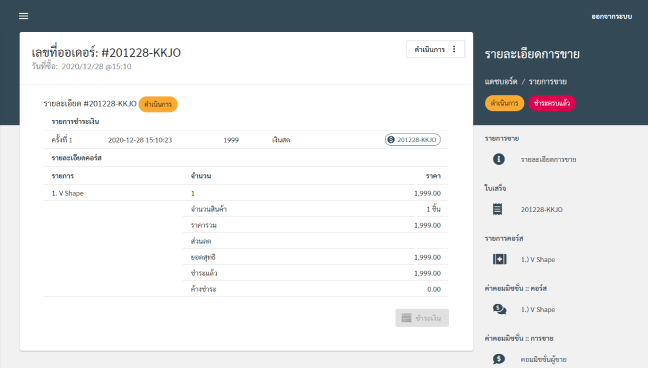 ออกจากระบบ
เลขที่ออเดอร์: #201228-KKJO
วันที่ซื้อ: 2020/12/28 @15:10
ดำเนินการ
รายละเอียด #201228-KKJO ดำเนินการ
รายการชำระเงิน
ครั้งที่ 1 2020-12-28 15:10:23 1999 เงินสด 201228-KKJO
รายละเอียดคอร์ส
รายการ จำนวน ราคา
1. V Shape 1 1,999.00
จำนวนสินค้า 1 ชิ้น
ราคารวม 1,999.00
ส่วนลด
ยอดสุทธิ 1,999.00
ชำระแล้ว 1,999.00
ค้างชำระ 0.00
ชำระเงิน
รายละเอียดการขาย
แดชบอร์ด / รายการขาย
ดำเนินการ ชำระครบแล้ว
รายการขาย
รายละเอียดการขาย
ใบเสร็จ
201228-KKJO
รายการคอร์ส
1.) V Shape
ค่าคอมมิชชั่น :: คอร์ส
1.) V Shape
ค่าคอมมิชชั่น :: การขาย
คอมมิชชั่นผู้ขาย